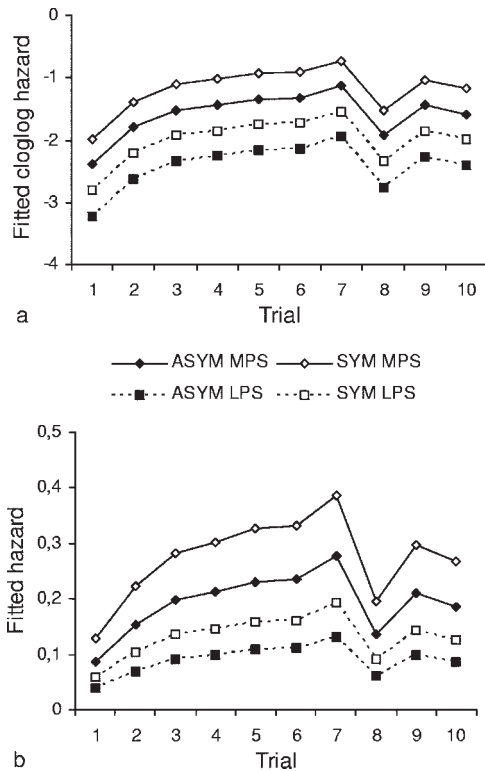 0
-1
-2
-3
-4
Fitted cloglog hazard
1 2 3 4 5 6 7 8 9 10
a
Trial
ASYM MPS SYM MPS
ASYM LPS SYM LPS
0,5
0,4
0,3
0,2
0,1
0
Fitted hazard
1 2 3 4 5 6 7 8 9 10
b
Trial